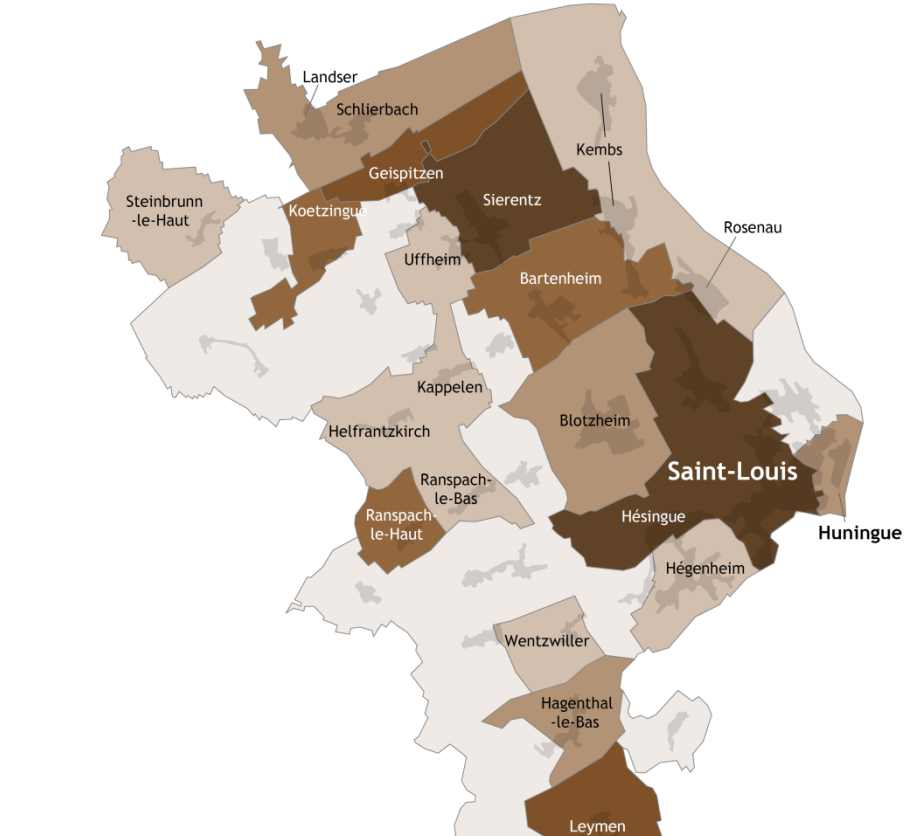 Landser
Schlierbach
Kembs
Geispitzen
Steinbrunn
-le-Haut
Koetzingue
Sierentz
Rosenau
Uffheim
Bartenheim
Kappelen
Blotzheim
Helfrantzkirch
Saint-Louis
Ranspach-
le-Bas
Ranspach-
le-Haut
Hésingue
Huningue
Hégenheim
Wentzwiller
Hagenthal
-le-Bas
Leymen